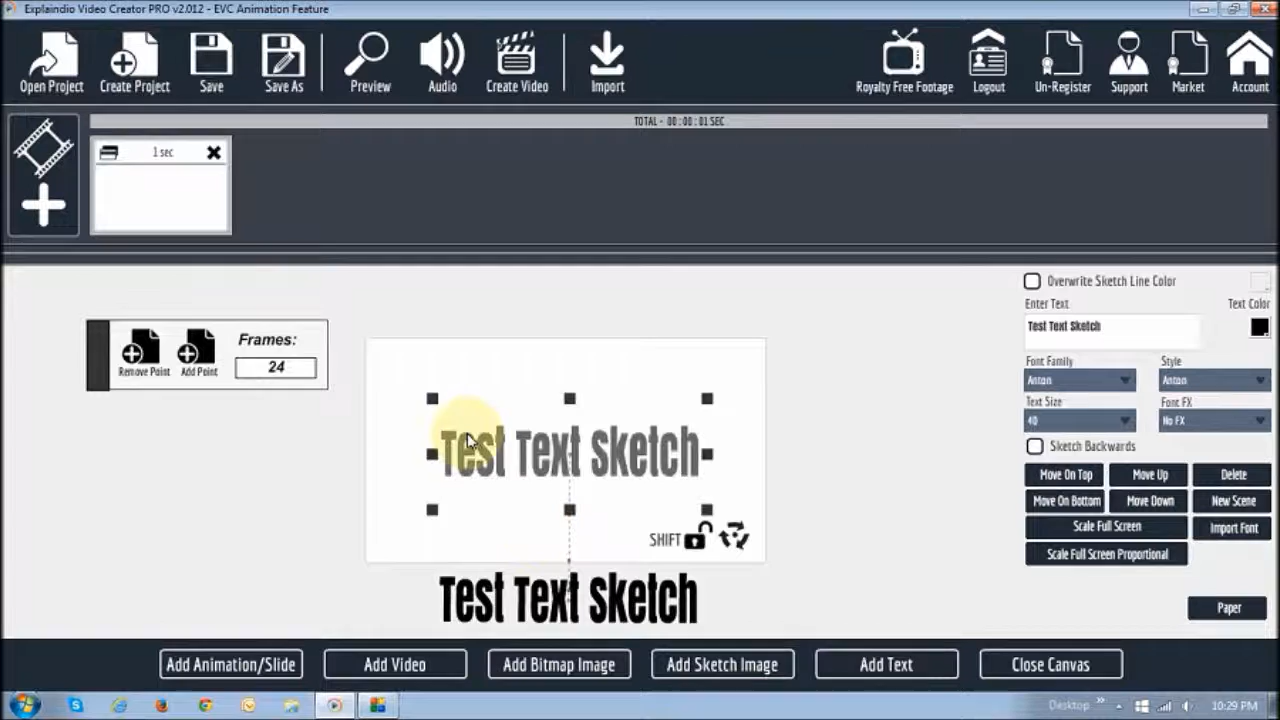 Explaindio Video Creator PRO v2.012 - EVC Animation Feature
Open Project
Create Project
Save
Save As
Preview
Audio
Create Video
Import
Royalty Free Footage
Logout
Un-Register
Support
Market
Account
TOTAL - 00 : 00 : 01 SEC
1 sec
Overwrite Sketch Line Color
Enter Text
Text Color
Test Text Sketch
Remove Point
Add Point
Frames:
24
Font Family
Style
Anton
Anton
Text Size
Font FX
40
No FX
Sketch Backwards
Test Text Sketch
Move On Top
Move Up
Delete
Move On Bottom
Move Down
New Scene
Scale Full Screen
Import Font
SHIFT
Scale Full Screen Proportional
Test Text Sketch
Paper
Add Animation/Slide
Add Video
Add Bitmap Image
Add Sketch Image
Add Text
Close Canvas
Desktop
10:29 PM